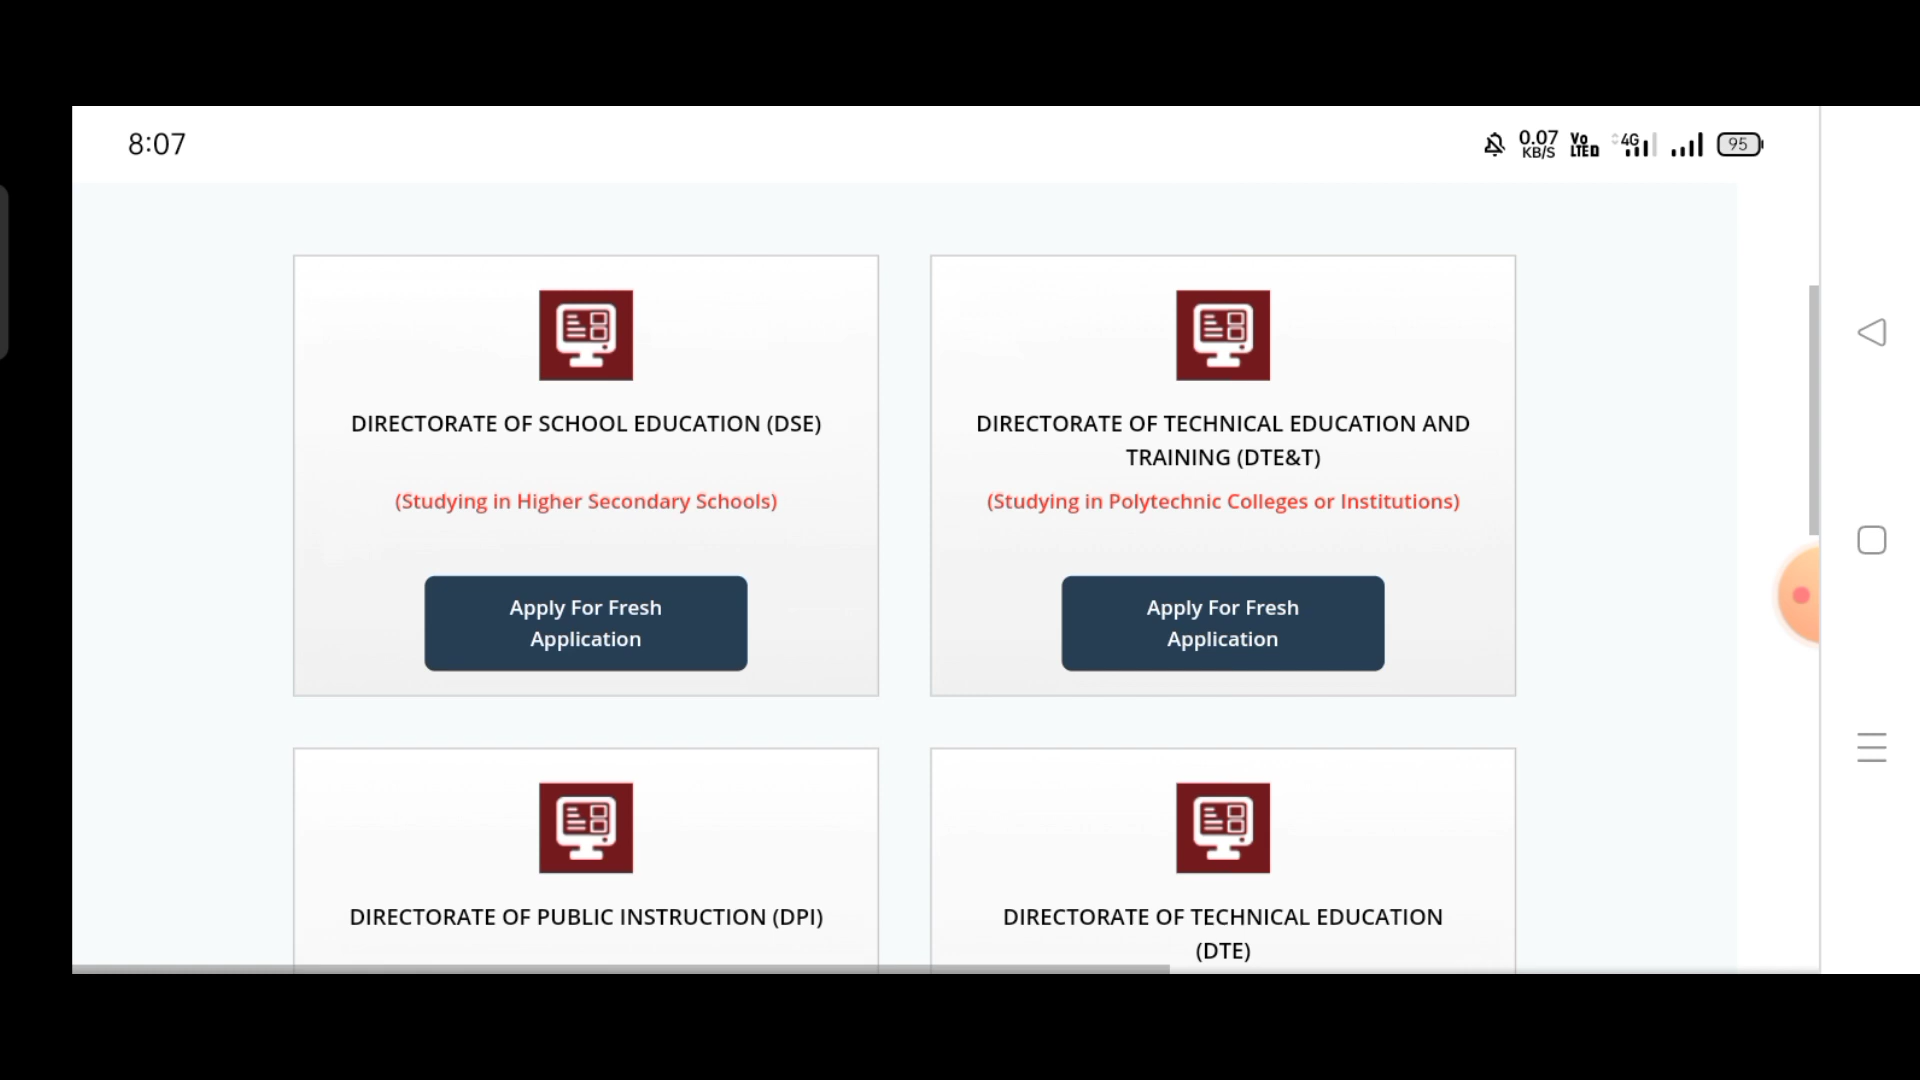 8:07
0.07
KB/S
Vo
LTE
4G
95
DIRECTORATE OF SCHOOL EDUCATION (DSE)
(Studying in Higher Secondary Schools)
Apply For Fresh
Application
DIRECTORATE OF TECHNICAL EDUCATION AND
TRAINING (DTE&T)
(Studying in Polytechnic Colleges or Institutions)
Apply For Fresh
Application
DIRECTORATE OF PUBLIC INSTRUCTION (DPI)
DIRECTORATE OF TECHNICAL EDUCATION
(DTE)